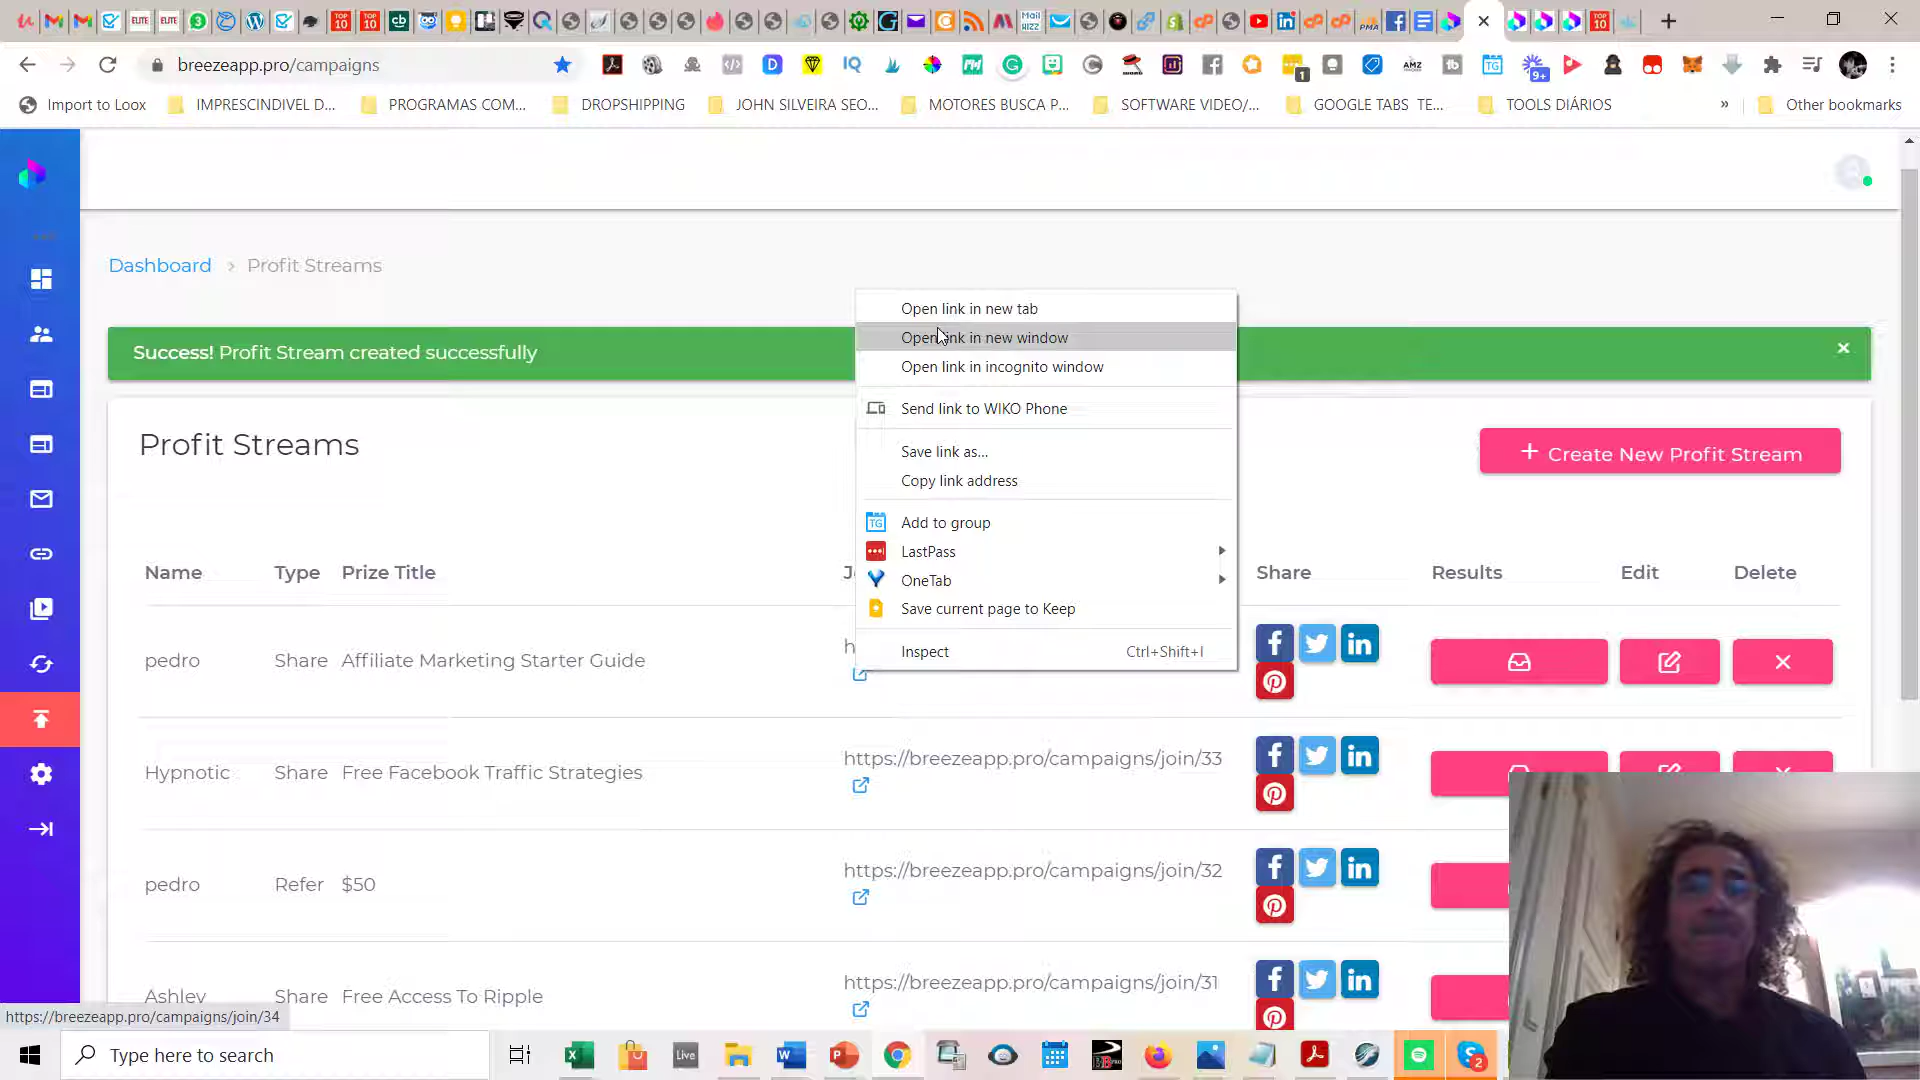 breezeapp.pro/campaigns
Import to Loox
IMPRESCINDIVEL D...
PROGRAMAS COM...
DROPSHIPPING
JOHN SILVEIRA SEO...
MOTORES BUSCA P...
SOFTWARE VIDEO/...
GOOGLE TABS TE...
TOOLS DIÁRIOS
»
Other bookmarks
Dashboard > Profit Streams
Success! Profit Stream created successfully
Open link in new tab
Open link in new window
Open link in incognito window
Send link to WIKO Phone
Save link as...
Copy link address
Add to group
LastPass
OneTab
Save current page to Keep
Inspect Ctrl+Shift+I
Profit Streams
+ Create New Profit Stream
Name Type Prize Title Share Results Edit Delete
pedro Share Affiliate Marketing Starter Guide
Hypnotic Share Free Facebook Traffic Strategies https://breezeapp.pro/campaigns/join/33
pedro Refer $50 https://breezeapp.pro/campaigns/join/32
Ashley Share Free Access To Ripple https://breezeapp.pro/campaigns/join/31
https://breezeapp.pro/campaigns/join/34
Type here to search
Live